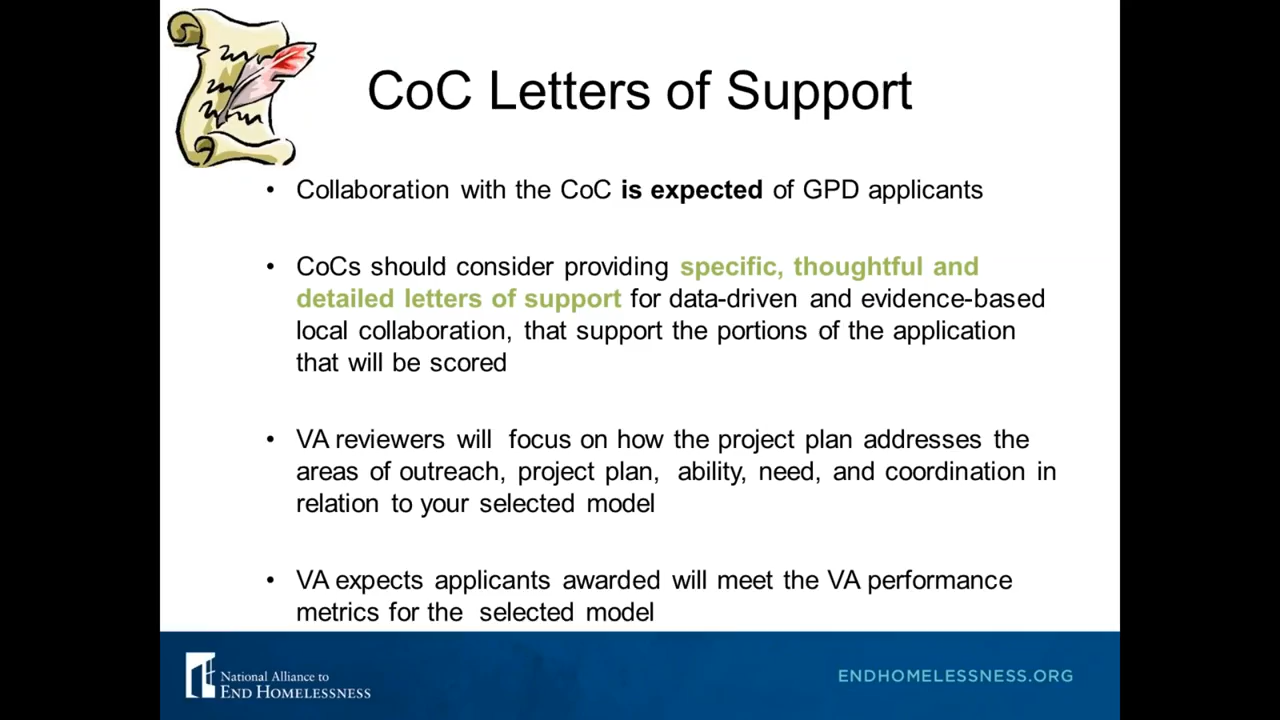 CoC Letters of Support
• Collaboration with the CoC is expected of GPD applicants
• CoCs should consider providing specific, thoughtful and
detailed letters of support for data-driven and evidence-based
local collaboration, that support the portions of the application
that will be scored
• VA reviewers will focus on how the project plan addresses the
areas of outreach, project plan, ability, need, and coordination in
relation to your selected model
• VA expects applicants awarded will meet the VA performance
metrics for the selected model
National Alliance to
END HOMELESSNESS
ENDHOMELESSNESS.ORG